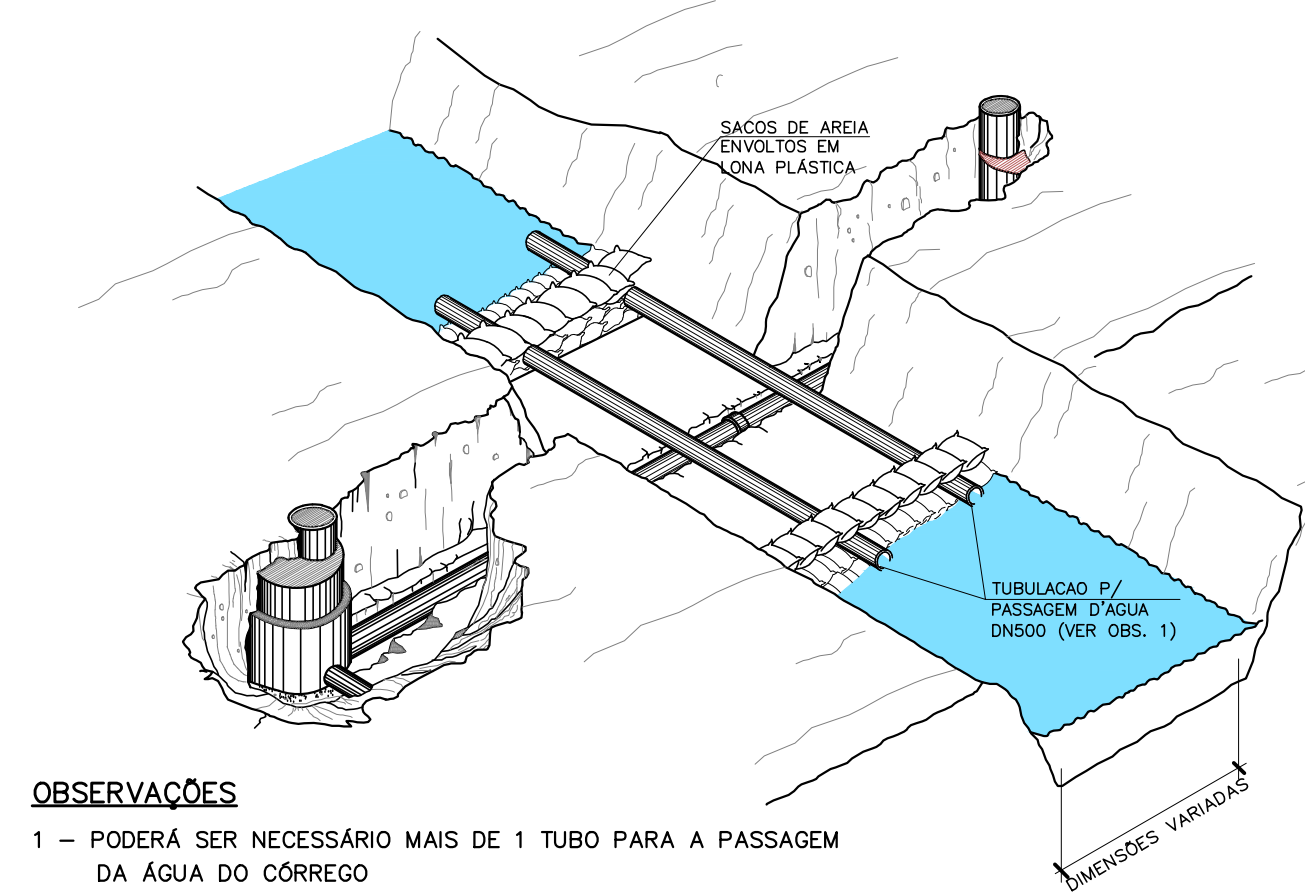 SACOS DE AREIA
ENVOLTOS EM
LONA PLÁSTICA
TUBULACAO P/
PASSAGEM D'AGUA
DN500 (VER OBS. 1)
DIMENSÕES VARIADAS
OBSERVAÇÕES
1 – PODERÁ SER NECESSÁRIO MAIS DE 1 TUBO PARA A PASSAGEM
DA ÁGUA DO CÓRREGO